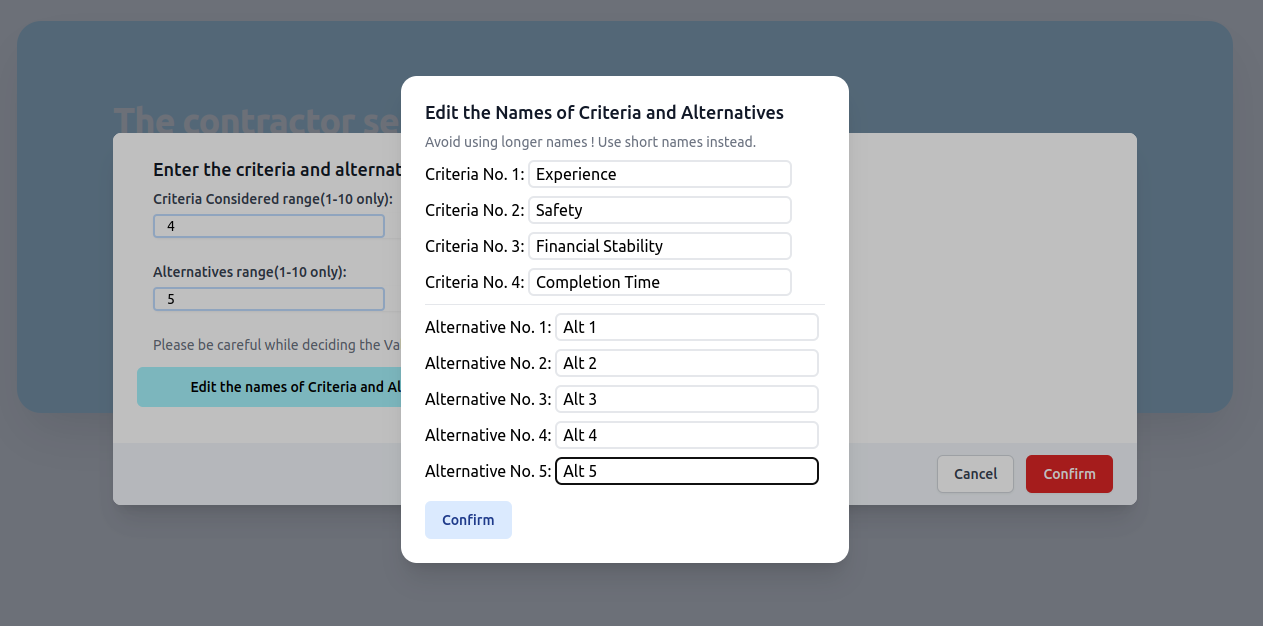 The contractor se
Enter the criteria and alternat
Criteria Considered range(1-10 only):
4
Alternatives range(1-10 only):
5
Please be careful while deciding the Va
Edit the names of Criteria and Al
Cancel
Confirm
Edit the Names of Criteria and Alternatives
Avoid using longer names ! Use short names instead.
Criteria No. 1: Experience
Criteria No. 2: Safety
Criteria No. 3: Financial Stability
Criteria No. 4: Completion Time
Alternative No. 1: Alt 1
Alternative No. 2: Alt 2
Alternative No. 3: Alt 3
Alternative No. 4: Alt 4
Alternative No. 5: Alt 5
Confirm